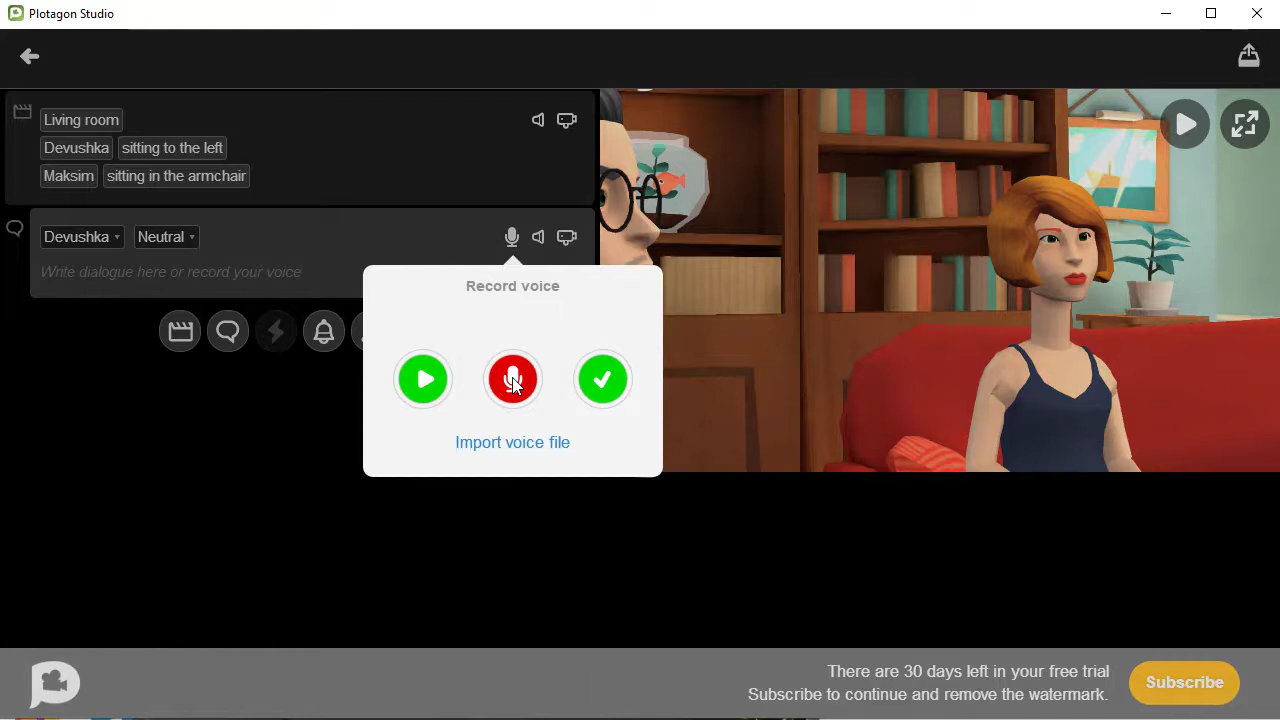 Plotagon Studio
Living room
Devushka sitting to the left
Maksim sitting in the armchair
Devushka Neutral
Write dialogue here or record your voice
Record voice
Import voice file
There are 30 days left in your free trial
Subscribe to continue and remove the watermark.
Subscribe